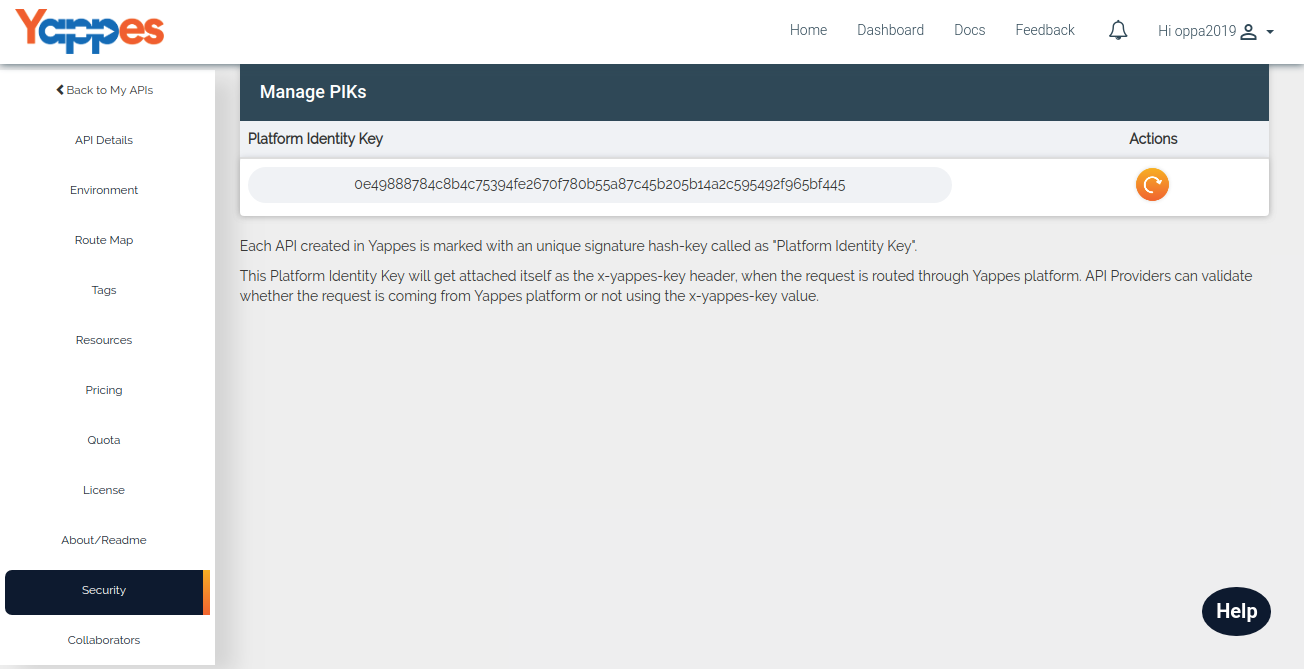 Yappes
Home Dashboard Docs Feedback Hi oppa2019
Back to My APIs
API Details
Environment
Route Map
Tags
Resources
Pricing
Quota
License
About/Readme
Security
Collaborators
Manage PIKs
Platform Identity Key Actions
0e49888784c8b4c75394fe2670f780b55a87c45b205b14a2c595492f965bf445
Each API created in Yappes is marked with an unique signature hash-key called as "Platform Identity Key".
This Platform Identity Key will get attached itself as the x-yappes-key header, when the request is routed through Yappes platform. API Providers can validate
whether the request is coming from Yappes platform or not using the x-yappes-key value.
Help